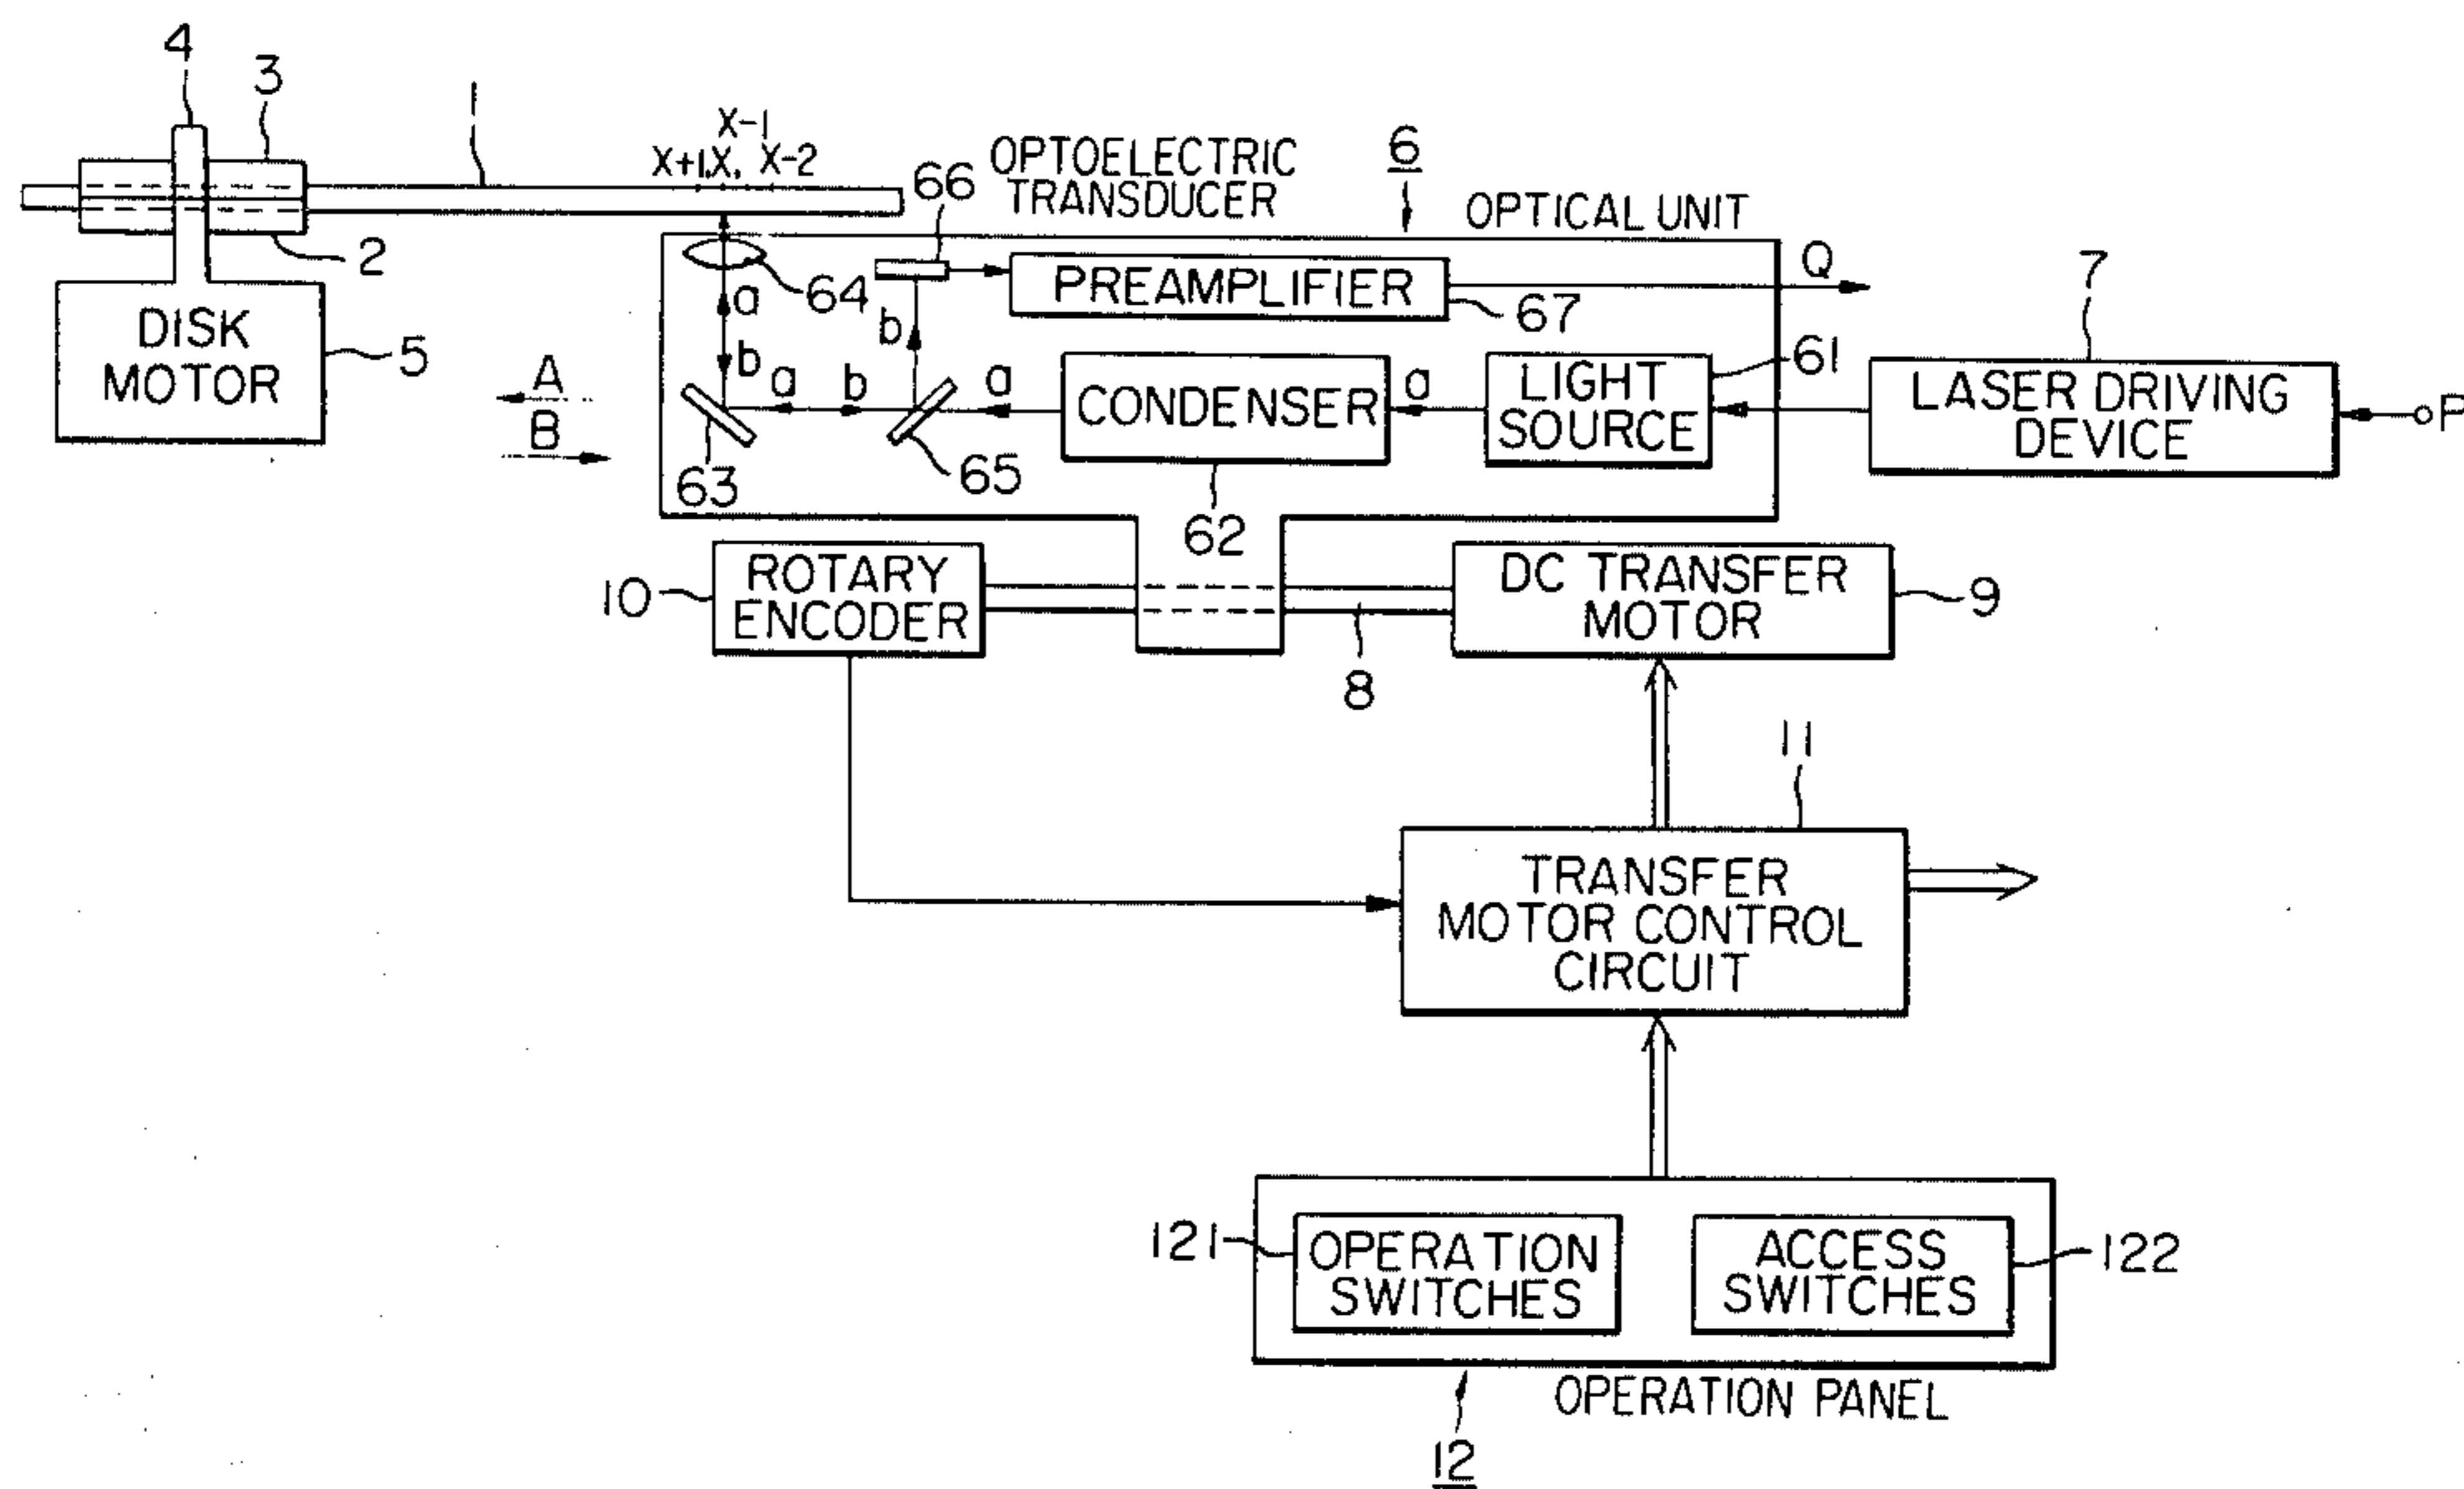 4
3
1
X-1
X+1,X, X-2
66
OPTOELECTRIC
TRANSDUCER
6
OPTICAL UNIT
2
64
PREAMPLIFIER
67
Q
7
DISK
MOTOR
5
A
B
a
b
a
b
b
a
CONDENSER
a
LIGHT
SOURCE
61
LASER DRIVING
DEVICE
P
63
65
62
10
ROTARY
ENCODER
8
DC TRANSFER
MOTOR
9
11
TRANSFER
MOTOR CONTROL
CIRCUIT
121
OPERATION
SWITCHES
ACCESS
SWITCHES
122
OPERATION PANEL
12